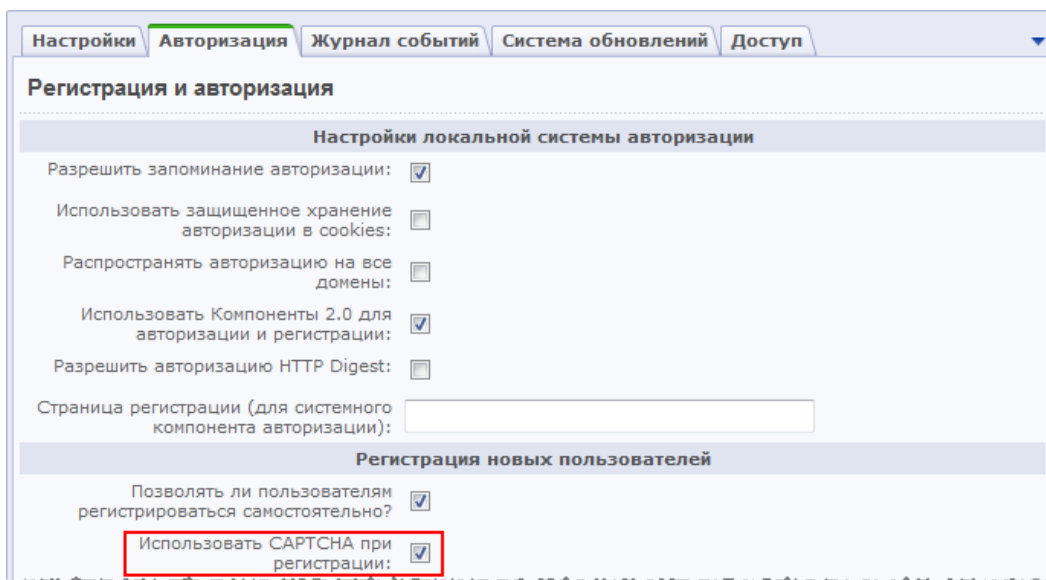 Настройки Авторизация Журнал событий Система обновлений Доступ
Регистрация и авторизация
Настройки локальной системы авторизации
Разрешить запоминание авторизации:
Использовать защищенное хранение
авторизации в cookies:
Распространять авторизацию на все
домены:
Использовать Компоненты 2.0 для
авторизации и регистрации:
Разрешить авторизацию HTTP Digest:
Страница регистрации (для системного
компонента авторизации):
Регистрация новых пользователей
Позволять ли пользователям
регистрироваться самостоятельно?
Использовать CAPTCHA при
регистрации: